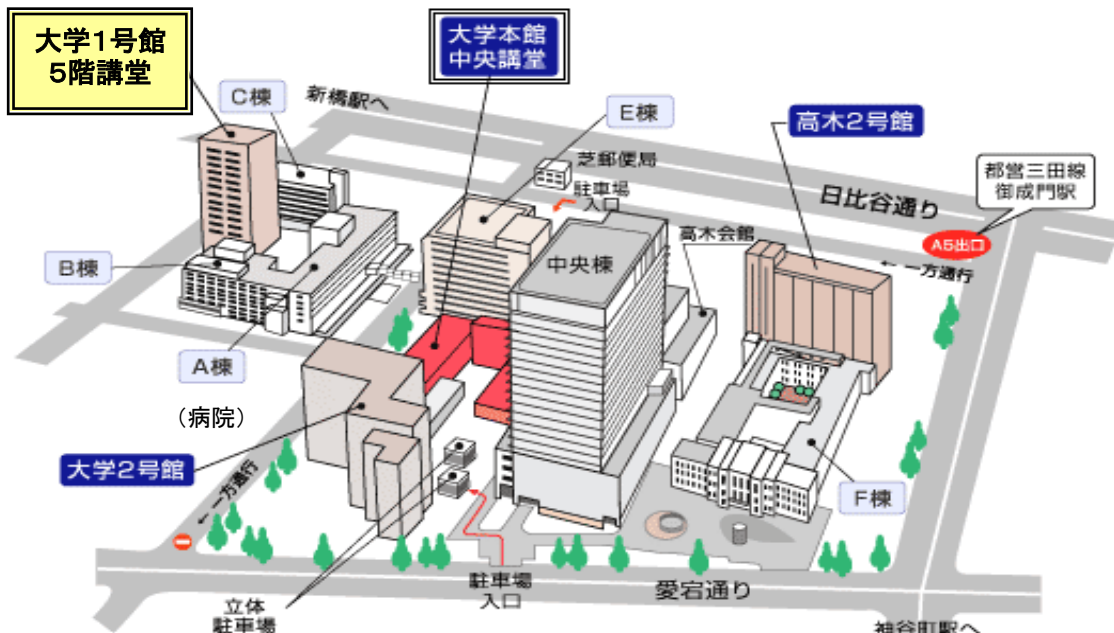 大学1号館
5階講堂
大学本館
中央講堂
C棟
新橋駅へ
E棟
高木2号館
芝郵便局
駐車場
入口
日比谷通り
都営三田線
御成門駅
A5出口
←一方通行
高木会館
中央棟
B棟
A棟
（病院）
大学2号館
←一方通行
F棟
駐車場
入口
愛宕通り
立体
駐車場
神谷町駅へ